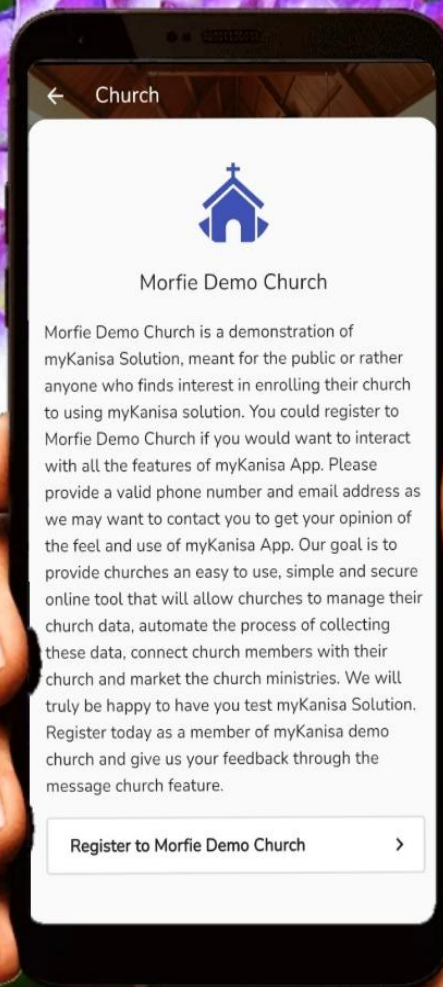 Church
Morfie Demo Church
Morfie Demo Church is a demonstration of
myKanisa Solution, meant for the public or rather
anyone who finds interest in enrolling their church
to using myKanisa solution. You could register to
Morfie Demo Church if you would want to interact
with all the features of myKanisa App. Please
provide a valid phone number and email address as
we may want to contact you to get your opinion of
the feel and use of myKanisa App. Our goal is to
provide churches an easy to use, simple and secure
online tool that will allow churches to manage their
church data, automate the process of collecting
these data, connect church members with their
church and market the church ministries. We will
truly be happy to have you test myKanisa Solution.
Register today as a member of myKanisa demo
church and give us your feedback through the
message church feature.
Register to Morfie Demo Church